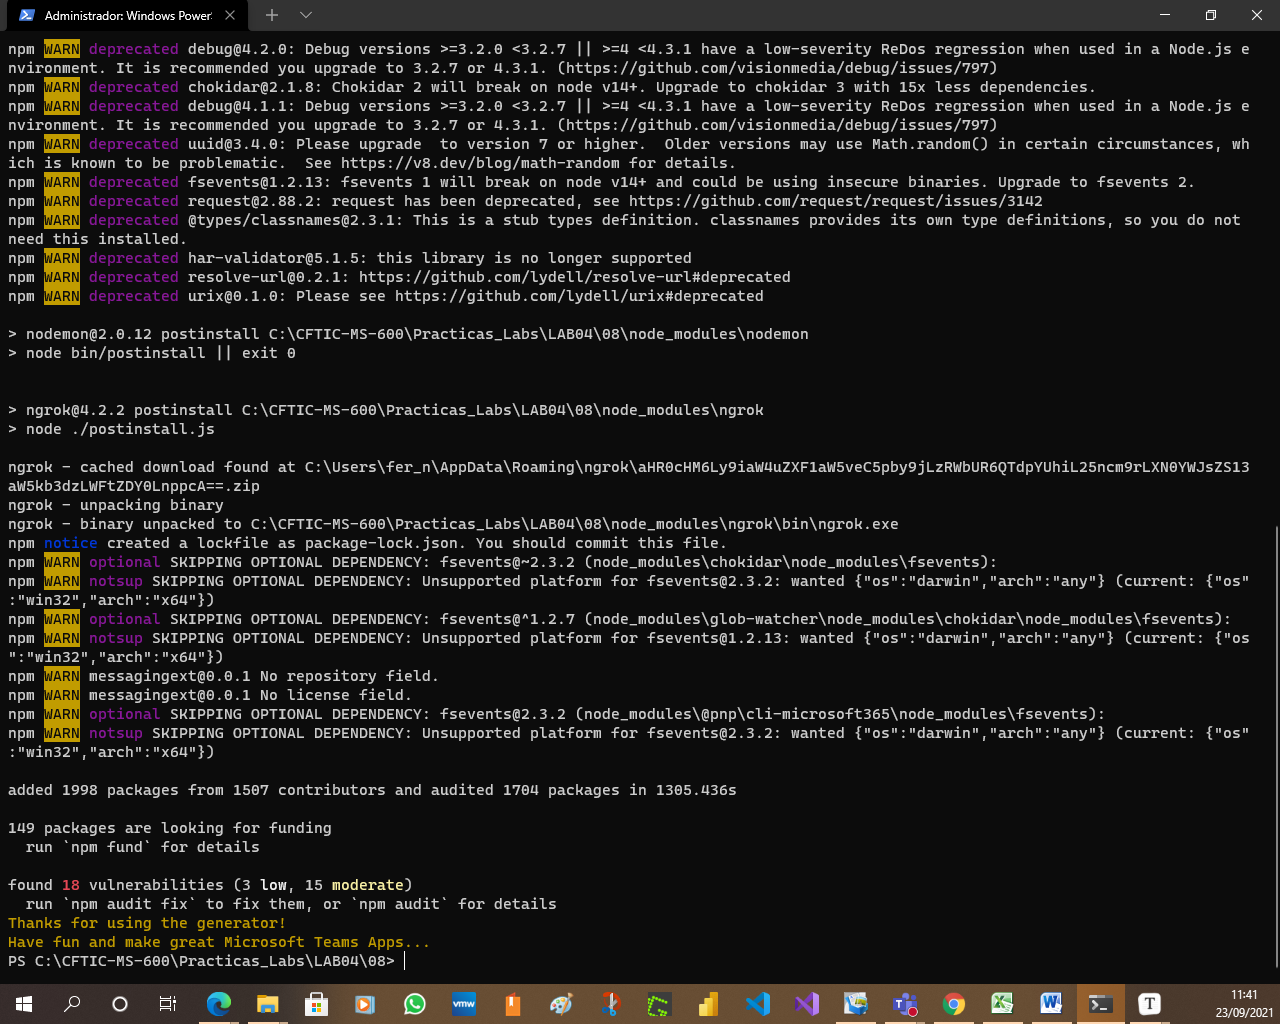 Administrador: Windows PowerS
npm WARN deprecated debug@4.2.0: Debug versions >=3.2.0 <3.2.7 || >=4 <4.3.1 have a low-severity ReDos regression when used in a Node.js e
nvironment. It is recommended you upgrade to 3.2.7 or 4.3.1. (https://github.com/visionmedia/debug/issues/797)
npm WARN deprecated chokidar@2.1.8: Chokidar 2 will break on node v14+. Upgrade to chokidar 3 with 15x less dependencies.
npm WARN deprecated debug@4.1.1: Debug versions >=3.2.0 <3.2.7 || >=4 <4.3.1 have a low-severity ReDos regression when used in a Node.js e
nvironment. It is recommended you upgrade to 3.2.7 or 4.3.1. (https://github.com/visionmedia/debug/issues/797)
npm WARN deprecated uuid@3.4.0: Please upgrade  to version 7 or higher.  Older versions may use Math.random() in certain circumstances, wh
ich is known to be problematic.  See https://v8.dev/blog/math-random for details.
npm WARN deprecated fsevents@1.2.13: fsevents 1 will break on node v14+ and could be using insecure binaries. Upgrade to fsevents 2.
npm WARN deprecated request@2.88.2: request has been deprecated, see https://github.com/request/request/issues/3142
npm WARN deprecated @types/classnames@2.3.1: This is a stub types definition. classnames provides its own type definitions, so you do not
need this installed.
npm WARN deprecated har-validator@5.1.5: this library is no longer supported
npm WARN deprecated resolve-url@0.2.1: https://github.com/lydell/resolve-url#deprecated
npm WARN deprecated urix@0.1.0: Please see https://github.com/lydell/urix#deprecated
> nodemon@2.0.12 postinstall C:\CFTIC-MS-600\Practicas_Labs\LAB04\08\node_modules\nodemon
> node bin/postinstall || exit 0
> ngrok@4.2.2 postinstall C:\CFTIC-MS-600\Practicas_Labs\LAB04\08\node_modules\ngrok
> node ./postinstall.js
ngrok - cached download found at C:\Users\fer_n\AppData\Roaming\ngrok\aHR0cHM6Ly9iaW4uZXF1aW5veC5pby9jLzRWbUR6QTdpYUhiL25ncm9rLXN0YWJsZS13
aW5kb3dzLWFtZDY0LnppcA==.zip
ngrok - unpacking binary
ngrok - binary unpacked to C:\CFTIC-MS-600\Practicas_Labs\LAB04\08\node_modules\ngrok\bin\ngrok.exe
npm notice created a lockfile as package-lock.json. You should commit this file.
npm WARN optional SKIPPING OPTIONAL DEPENDENCY: fsevents@~2.3.2 (node_modules\chokidar\node_modules\fsevents):
npm WARN notsup SKIPPING OPTIONAL DEPENDENCY: Unsupported platform for fsevents@2.3.2: wanted {"os":"darwin","arch":"any"} (current: {"os"
:"win32","arch":"x64"})
npm WARN optional SKIPPING OPTIONAL DEPENDENCY: fsevents@^1.2.7 (node_modules\glob-watcher\node_modules\chokidar\node_modules\fsevents):
npm WARN notsup SKIPPING OPTIONAL DEPENDENCY: Unsupported platform for fsevents@1.2.13: wanted {"os":"darwin","arch":"any"} (current: {"os
":"win32","arch":"x64"})
npm WARN messagingext@0.0.1 No repository field.
npm WARN messagingext@0.0.1 No license field.
npm WARN optional SKIPPING OPTIONAL DEPENDENCY: fsevents@2.3.2 (node_modules\@pnp\cli-microsoft365\node_modules\fsevents):
npm WARN notsup SKIPPING OPTIONAL DEPENDENCY: Unsupported platform for fsevents@2.3.2: wanted {"os":"darwin","arch":"any"} (current: {"os"
:"win32","arch":"x64"})
added 1998 packages from 1507 contributors and audited 1704 packages in 1305.436s
149 packages are looking for funding
run `npm fund` for details
found 18 vulnerabilities (3 low, 15 moderate)
run `npm audit fix` to fix them, or `npm audit` for details
Thanks for using the generator!
Have fun and make great Microsoft Teams Apps...
PS C:\CFTIC-MS-600\Practicas_Labs\LAB04\08>
vmw
T
11:41
23/09/2021